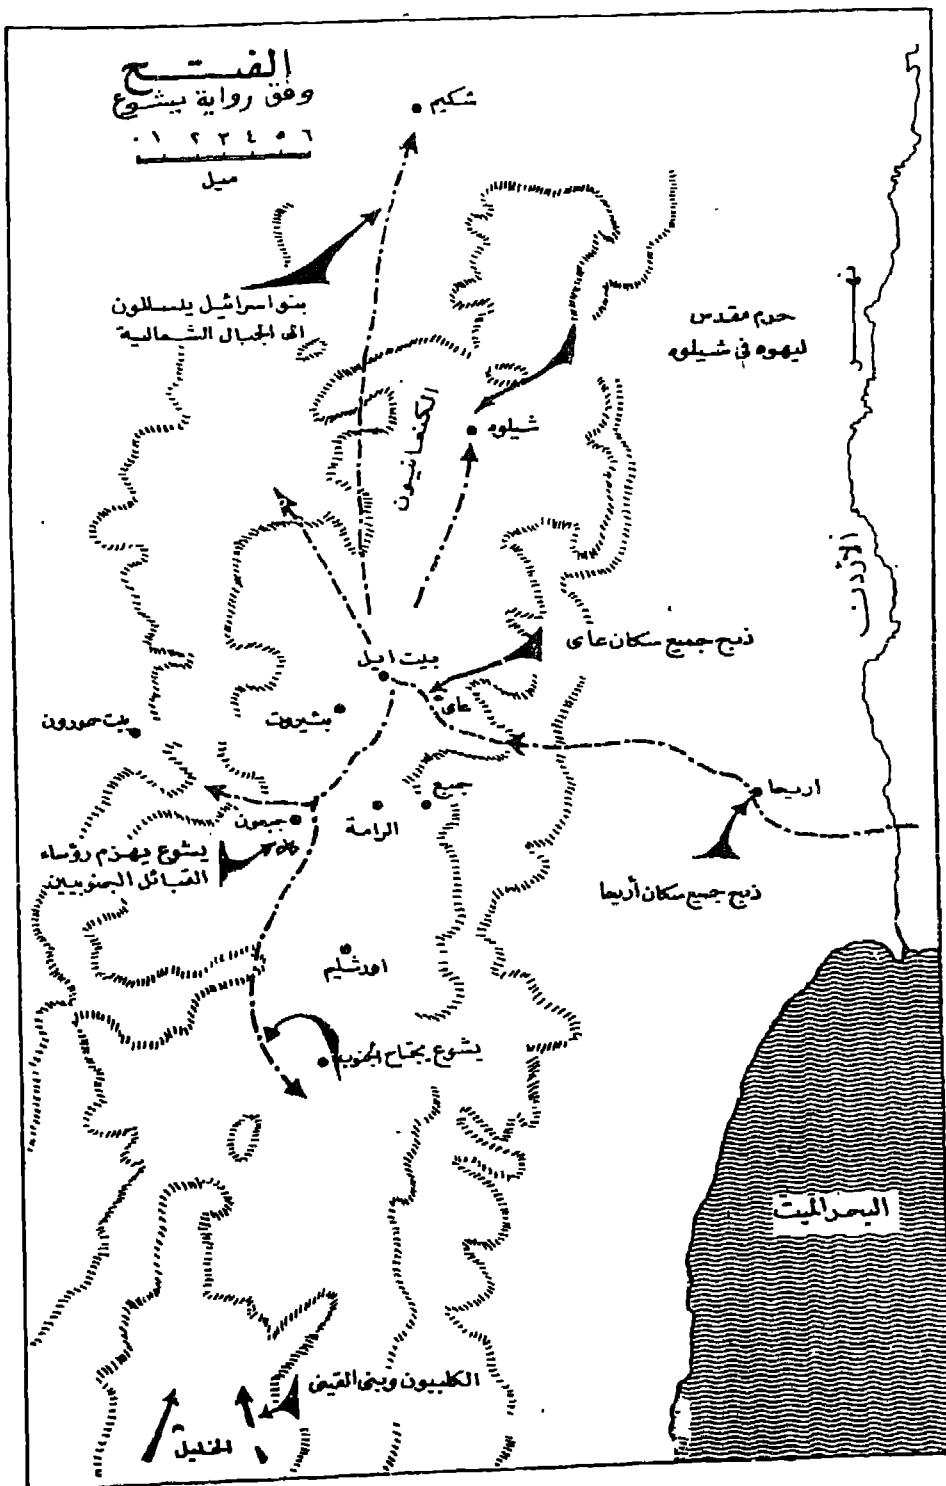 الفتح
وفق رواية يشوع
٠ ١ ٢ ٣ ٤ ٥ ٦
ميل
شكيم
بنو اسرائيل يتسللون
الى الجبال الشمالية
حرم مقدس
ليهوه في شيلوه
الكنعانيون
شيلوه
الأردن
ذبح جميع سكان عاى
بيت ايل
عاى
بئيروت
بيت حورون
اريحا
جبع
الرامة
جبعون
يشوع يهزم رؤساء
القبائل الجنوبيين
ذبح جميع سكان أريحا
اورشليم
يشوع يجتاح الجنوب
البحر الميت
الكلبيون وبنى القينى
الخليل